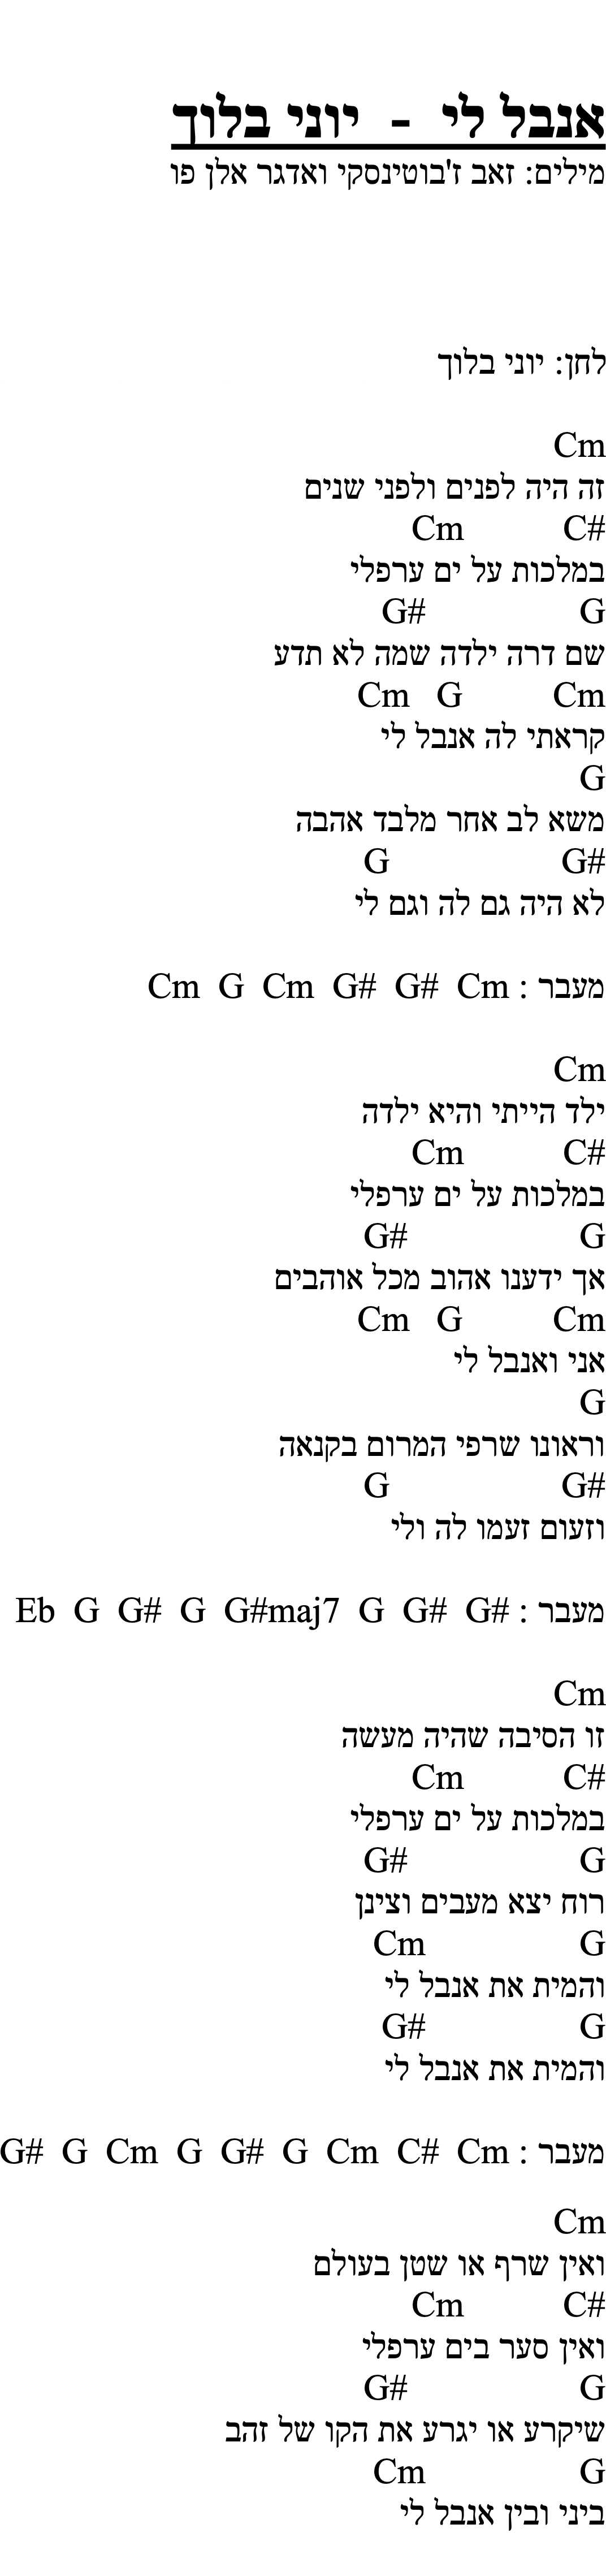 אנבל לי - יוני בלוך
מילים: זאב ז'בוטינסקי ואדגר אלן פו
לחן: יוני בלוך
Cm
זה היה לפנים ולפני שנים
Cm C#
במלכות על ים ערפלי
G# G
שם דרה ילדה שמה לא תדע
Cm G Cm
קראתי לה אנבל לי
G
משא לב אחר מלבד אהבה
G G#
לא היה גם לה וגם לי
Cm G Cm G# G# Cm : מעבר
Cm
ילד הייתי והיא ילדה
Cm C#
במלכות על ים ערפלי
G# G
אך ידענו אהוב מכל אוהבים
Cm G Cm
אני ואנבל לי
G
וראונו שרפי המרום בקנאה
G G#
וזעום זעמו לה ולי
Eb G G# G G#maj7 G G# G# : מעבר
Cm
זו הסיבה שהיה מעשה
Cm C#
במלכות על ים ערפלי
G# G
רוח יצא מעבים וצינן
Cm G
והמית את אנבל לי
G# G
והמית את אנבל לי
G# G Cm G G# G Cm C# Cm : מעבר
Cm
ואין שרף או שטן בעולם
Cm C#
ואין סער בים ערפלי
G# G
שיקרע או יגרע את הקו של זהב
Cm G
ביני ובין אנבל לי